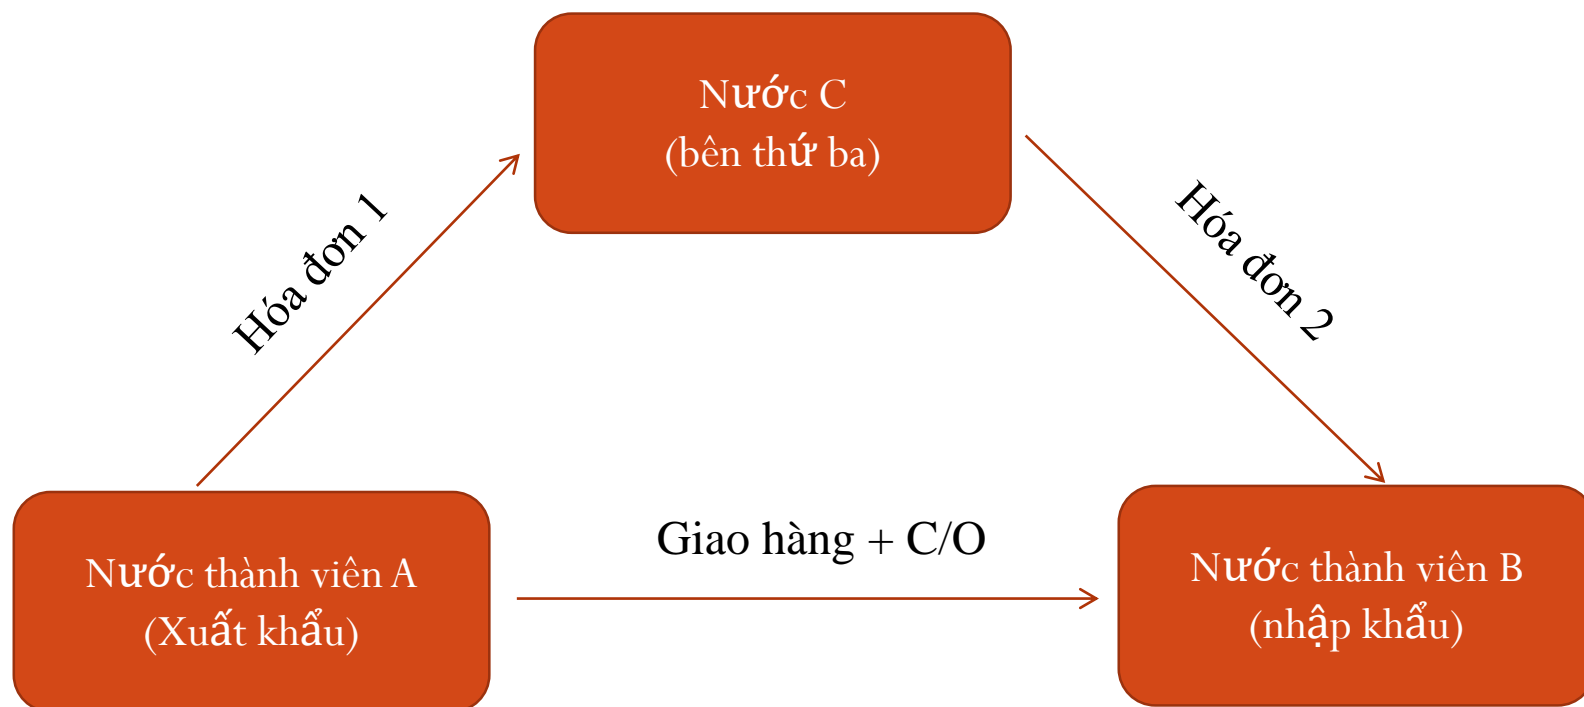 Nước C
(bên thứ ba)
Hóa đơn 1
Hóa đơn 2
Giao hàng + C/O
Nước thành viên A
(Xuất khẩu)
Nước thành viên B
(nhập khẩu)